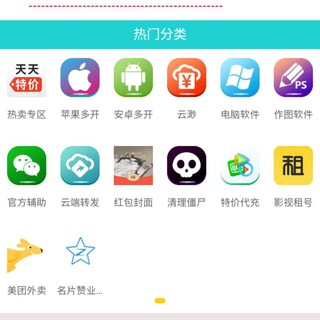 热门分类
天天
特价
PS
租
热卖专区 苹果多开 安卓多开 云渺 电脑软件 作图软件
官方辅助 云端转发 红包封面 清理僵尸 特价代充 影视租号
美团外卖 名片赞业...